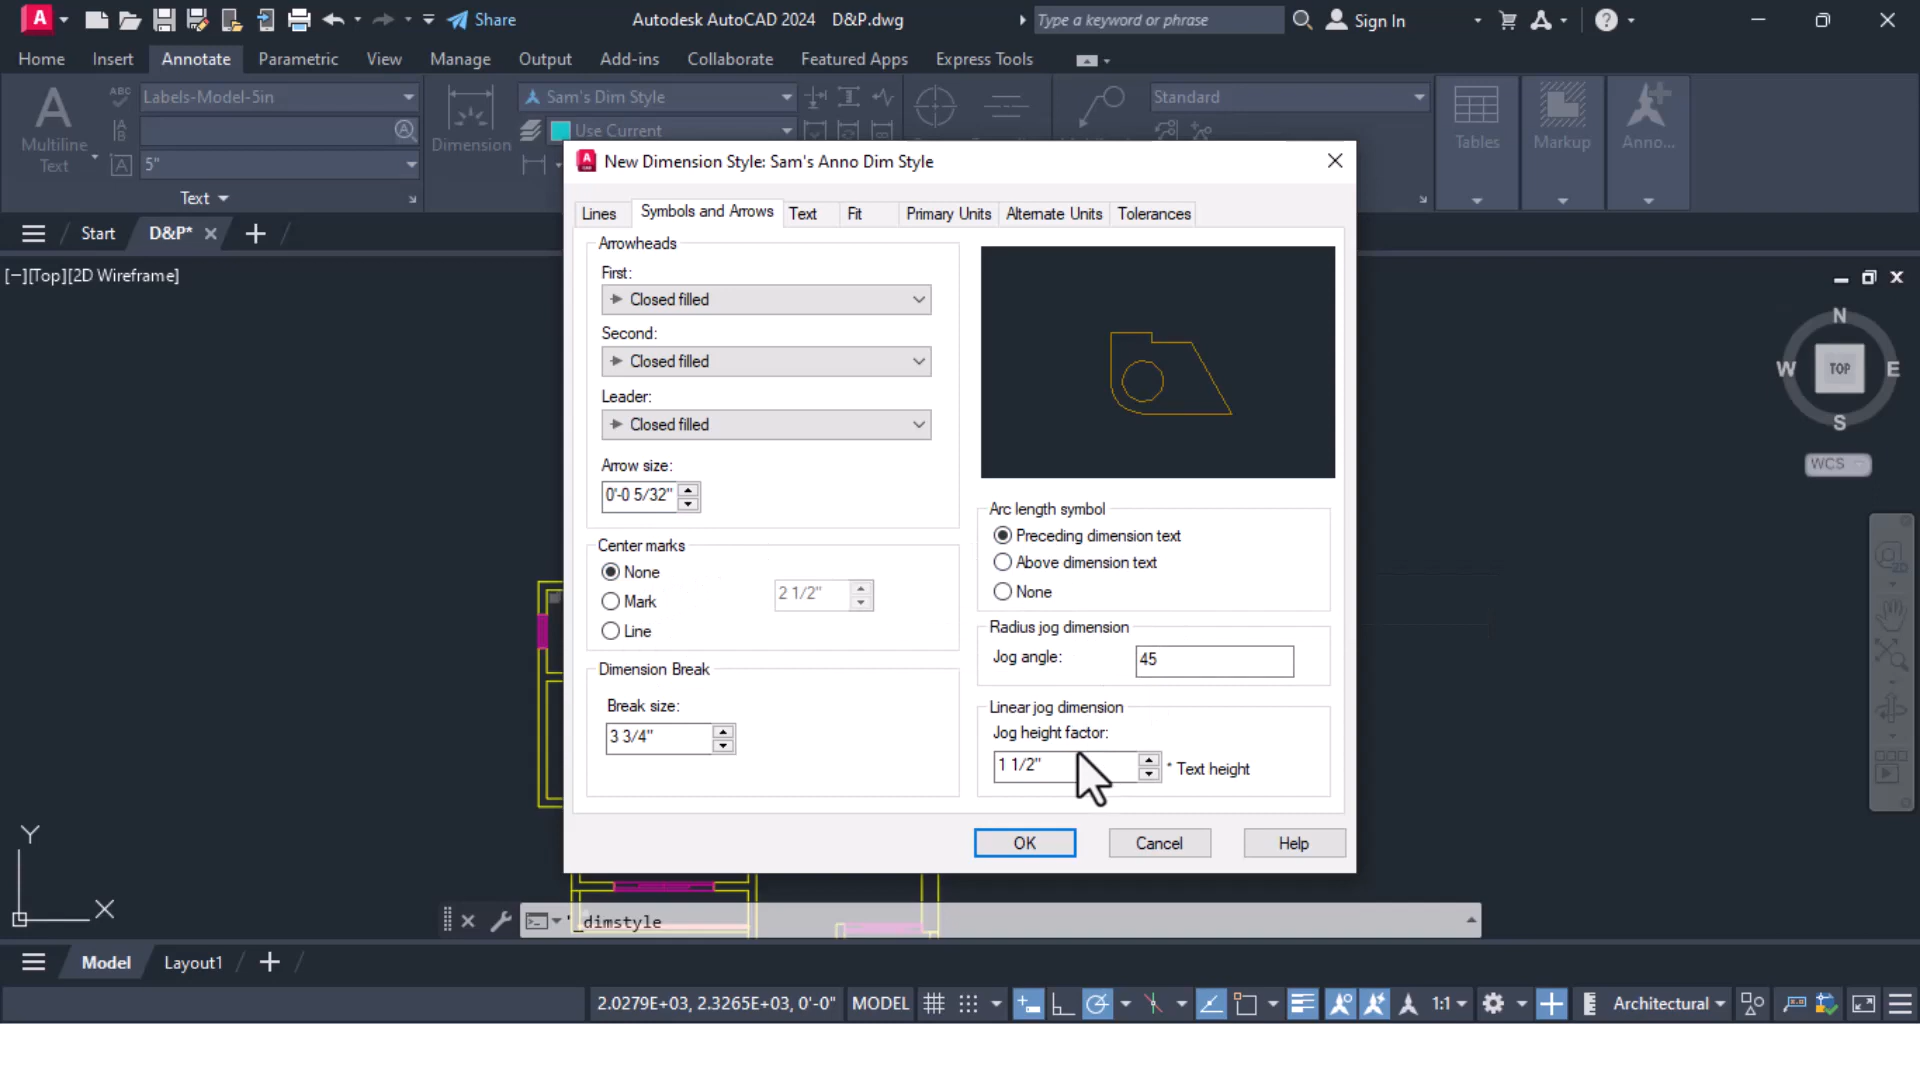 Share
Autodesk AutoCAD 2024 D&P.dwg
Type a keyword or phrase
Sign In
Home Insert Annotate Parametric View Manage Output Add-ins Collaborate Featured Apps Express Tools
Multiline
Text
ABC
Labels-Model-5in
5"
Text
Dimension
Sam's Dim Style
Use Current
Standard
Tables
Markup
Anno...
Start
D&P*
[−][Top][2D Wireframe]
New Dimension Style: Sam's Anno Dim Style
Lines
Symbols and Arrows
Text
Fit
Primary Units
Alternate Units
Tolerances
Arrowheads
First:
Closed filled
Second:
Closed filled
Leader:
Closed filled
Arrow size:
0'-0 5/32"
Center marks
None
Mark
Line
2 1/2"
Dimension Break
Break size:
3 3/4"
Arc length symbol
Preceding dimension text
Above dimension text
None
Radius jog dimension
Jog angle:
45
Linear jog dimension
Jog height factor:
1 1/2"
* Text height
OK
Cancel
Help
N
W
TOP
E
S
WCS
2D
Y
X
'_dimstyle
Model
Layout1
2.0279E+03, 2.3265E+03, 0'-0"
MODEL
1:1
Architectural